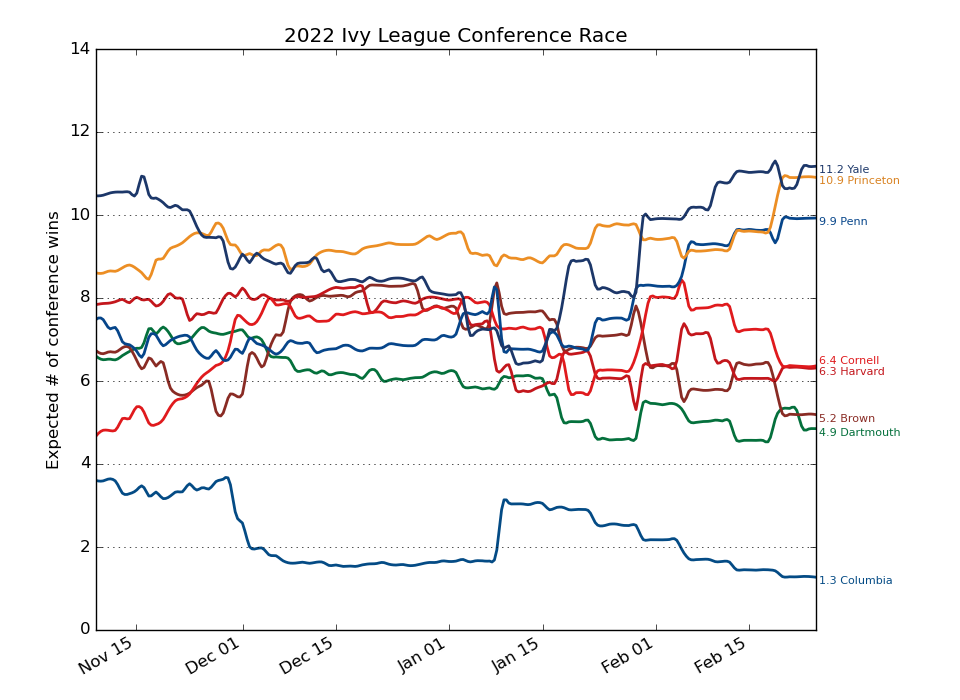 2022 Ivy League Conference Race
Expected # of conference wins
14
12
10
8
6
4
2
0
11.2 Yale
10.9 Princeton
9.9 Penn
6.4 Cornell
6.3 Harvard
5.2 Brown
4.9 Dartmouth
1.3 Columbia
Nov 15
Dec 01
Dec 15
Jan 01
Jan 15
Feb 01
Feb 15